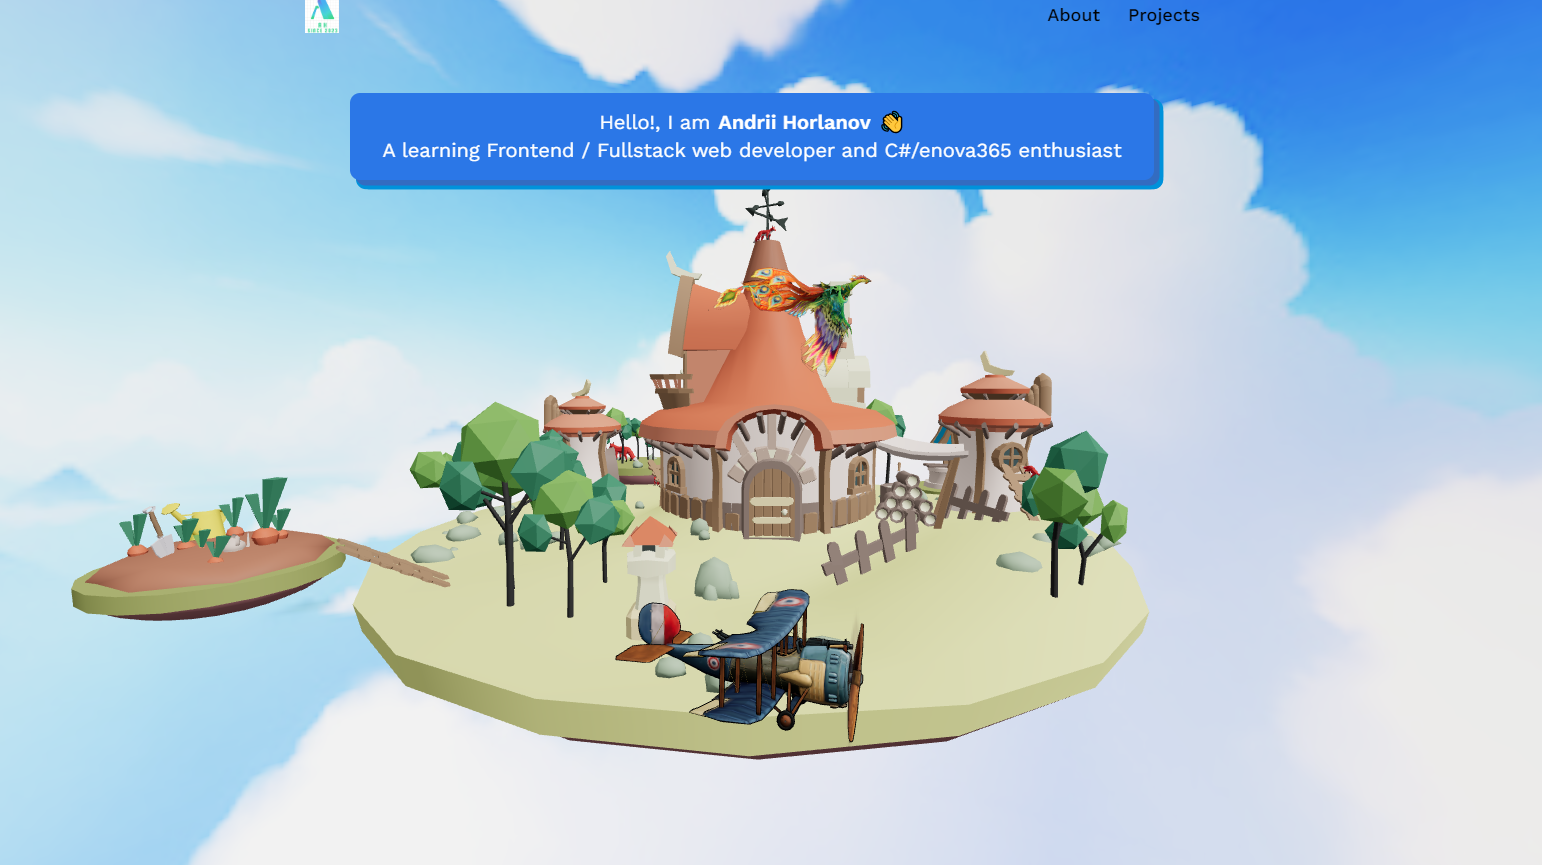 About Projects
Hello!, I am Andrii Horlanov 👋
A learning Frontend / Fullstack web developer and C#/enova365 enthusiast